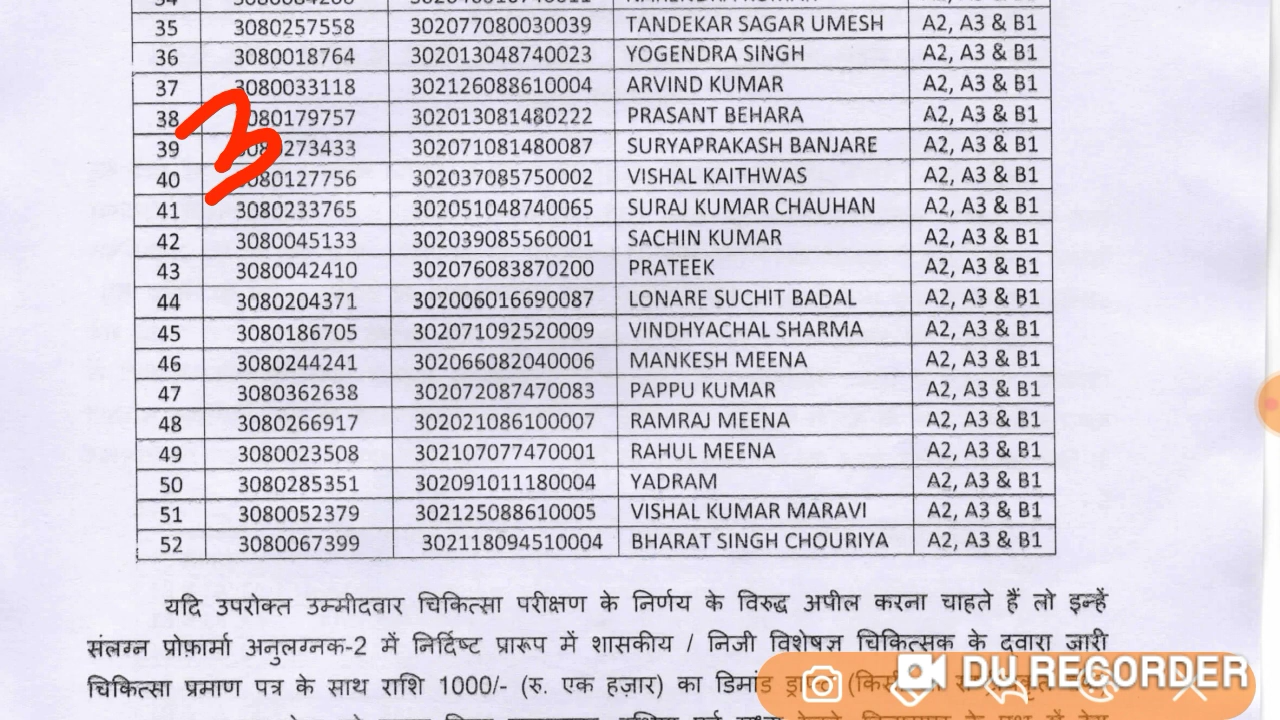 35 3080257558 302077080030039 TANDEKAR SAGAR UMESH A2, A3 & B1
36 3080018764 302013048740023 YOGENDRA SINGH A2, A3 & B1
37 3080033118 302126088610004 ARVIND KUMAR A2, A3 & B1
38 3080179757 302013081480222 PRASANT BEHARA A2, A3 & B1
39 3080273433 302071081480087 SURYAPRAKASH BANJARE A2, A3 & B1
40 3080127756 302037085750002 VISHAL KAITHWAS A2, A3 & B1
41 3080233765 302051048740065 SURAJ KUMAR CHAUHAN A2, A3 & B1
42 3080045133 302039085560001 SACHIN KUMAR A2, A3 & B1
43 3080042410 302076083870200 PRATEEK A2, A3 & B1
44 3080204371 302006016690087 LONARE SUCHIT BADAL A2, A3 & B1
45 3080186705 302071092520009 VINDHYACHAL SHARMA A2, A3 & B1
46 3080244241 302066082040006 MANKESH MEENA A2, A3 & B1
47 3080362638 302072087470083 PAPPU KUMAR A2, A3 & B1
48 3080266917 302021086100007 RAMRAJ MEENA A2, A3 & B1
49 3080023508 302107077470001 RAHUL MEENA A2, A3 & B1
50 3080285351 302091011180004 YADRAM A2, A3 & B1
51 3080052379 302125088610005 VISHAL KUMAR MARAVI A2, A3 & B1
52 3080067399 302118094510004 BHARAT SINGH CHOURIYA A2, A3 & B1
यदि उपरोक्त उम्मीदवार चिकित्सा परीक्षण के निर्णय के विरुद्ध अपील करना चाहते हैं तो इन्हें
संलग्न प्रोफ़ार्मा अनुलग्नक-2 में निर्दिष्ट प्रारूप में शासकीय / निजी विशेषज्ञ चिकित्सक के द्वारा जारी
चिकित्सा प्रमाण पत्र के साथ राशि 1000/- (रु. एक हज़ार) का डिमांड ड्राफ्ट
DU RECORDER